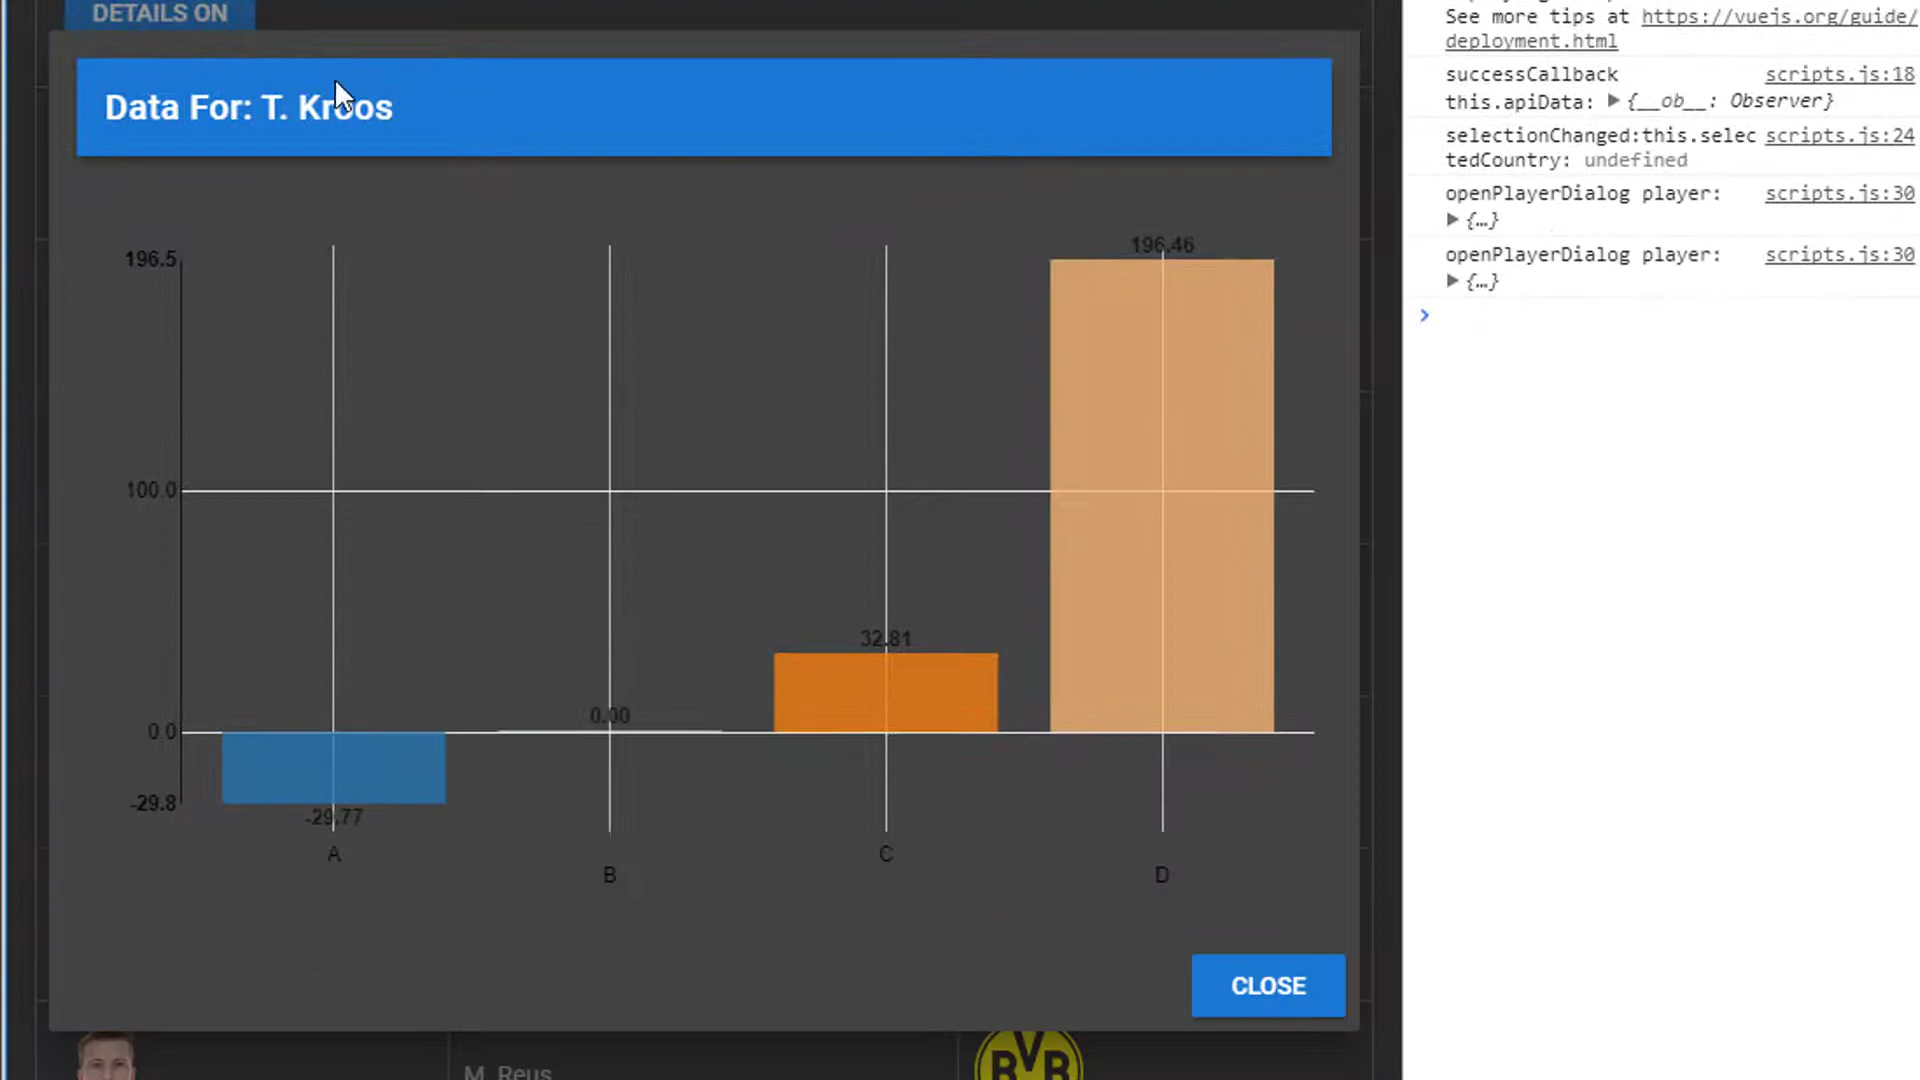 DETAILS ON
Data For: T. Kroos
196.5
100.0
0.0
-29.8
-29.77
0.00
32.81
196.46
A
B
C
D
CLOSE
M. Reus
BVB
See more tips at https://vuejs.org/guide/
deployment.html
successCallback scripts.js:18
this.apiData: ▶ {__ob__: Observer}
selectionChanged:this.selec scripts.js:24
tedCountry: undefined
openPlayerDialog player: scripts.js:30
▶ {…}
openPlayerDialog player: scripts.js:30
▶ {…}